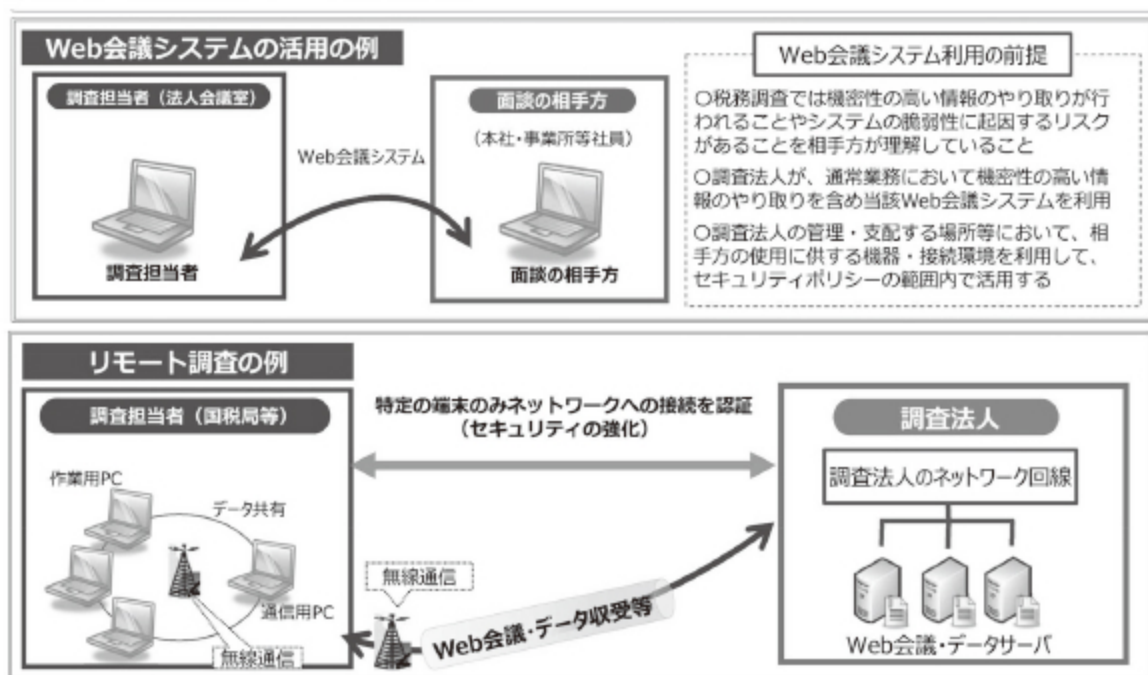 Web会議システムの活用の例
調査担当者（法人会議室）
調査担当者
Web会議システム
面談の相手方
（本社・事業所等社員）
面談の相手方
Web会議システム利用の前提
○税務調査では機密性の高い情報のやり取りが行
われることやシステムの脆弱性に起因するリスク
があることを相手方が理解していること
○調査法人が、通常業務において機密性の高い情
報のやり取りを含め当該Web会議システムを利用
○調査法人の管理・支配する場所等において、相
手方の使用に供する機器・接続環境を利用して、
セキュリティポリシーの範囲内で活用する
リモート調査の例
調査担当者（国税局等）
作業用PC
データ共有
通信用PC
無線通信
特定の端末のみネットワークへの接続を認証
（セキュリティの強化）
無線通信
Web会議・データ収受等
調査法人
調査法人のネットワーク回線
Web会議・データサーバ